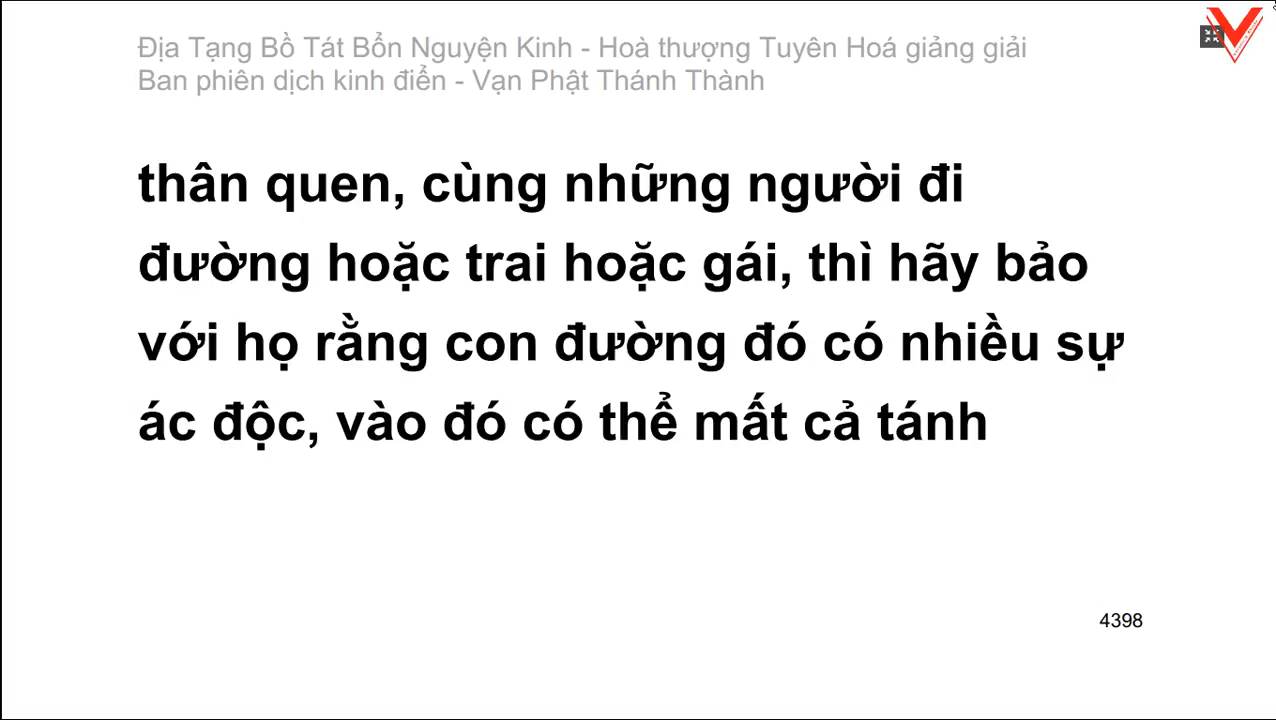 Địa Tạng Bồ Tát Bổn Nguyện Kinh - Hoà thượng Tuyên Hoá giảng giải
Ban phiên dịch kinh điển - Vạn Phật Thánh Thành
thân quen, cùng những người đi
đường hoặc trai hoặc gái, thì hãy bảo
với họ rằng con đường đó có nhiều sự
ác độc, vào đó có thể mất cả tánh
4398